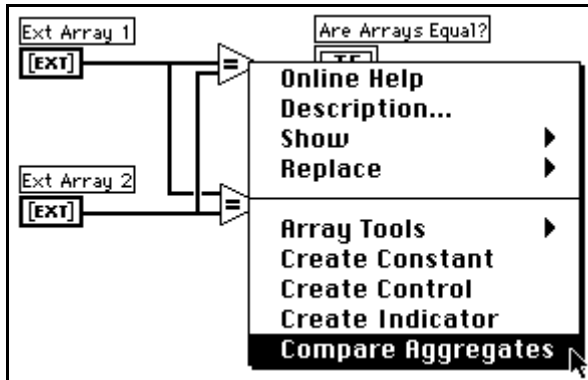 Ext Array 1
[EXT]
=
Are Arrays Equal?
TF
Online Help
Description...
Show
Replace
Ext Array 2
[EXT]
=
Array Tools
Create Constant
Create Control
Create Indicator
Compare Aggregates